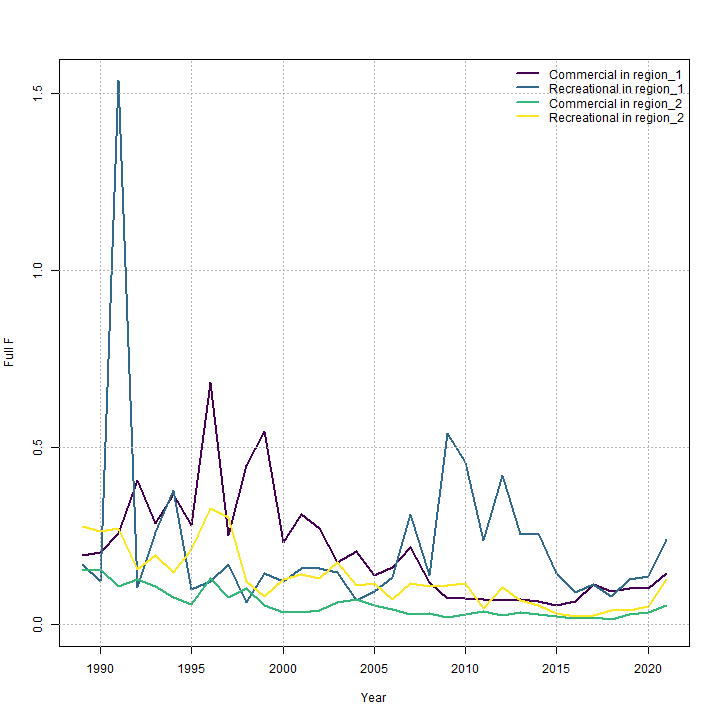 Commercial in region_1
Recreational in region_1
Commercial in region_2
Recreational in region_2
1.5
1.0
0.5
0.0
Full F
1990 1995 2000 2005 2010 2015 2020
Year